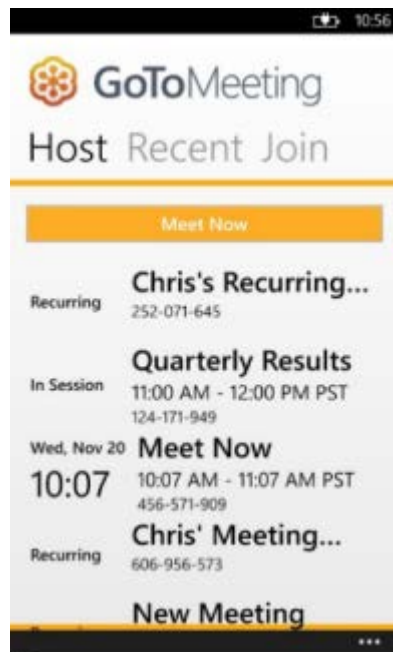 10:56
GoToMeeting
Host Recent Join
Meet Now
Recurring
Chris's Recurring...
252-071-645
In Session
Quarterly Results
11:00 AM - 12:00 PM PST
124-171-949
Wed, Nov 20
10:07
Meet Now
10:07 AM - 11:07 AM PST
456-571-909
Recurring
Chris' Meeting...
606-956-573
New Meeting
...